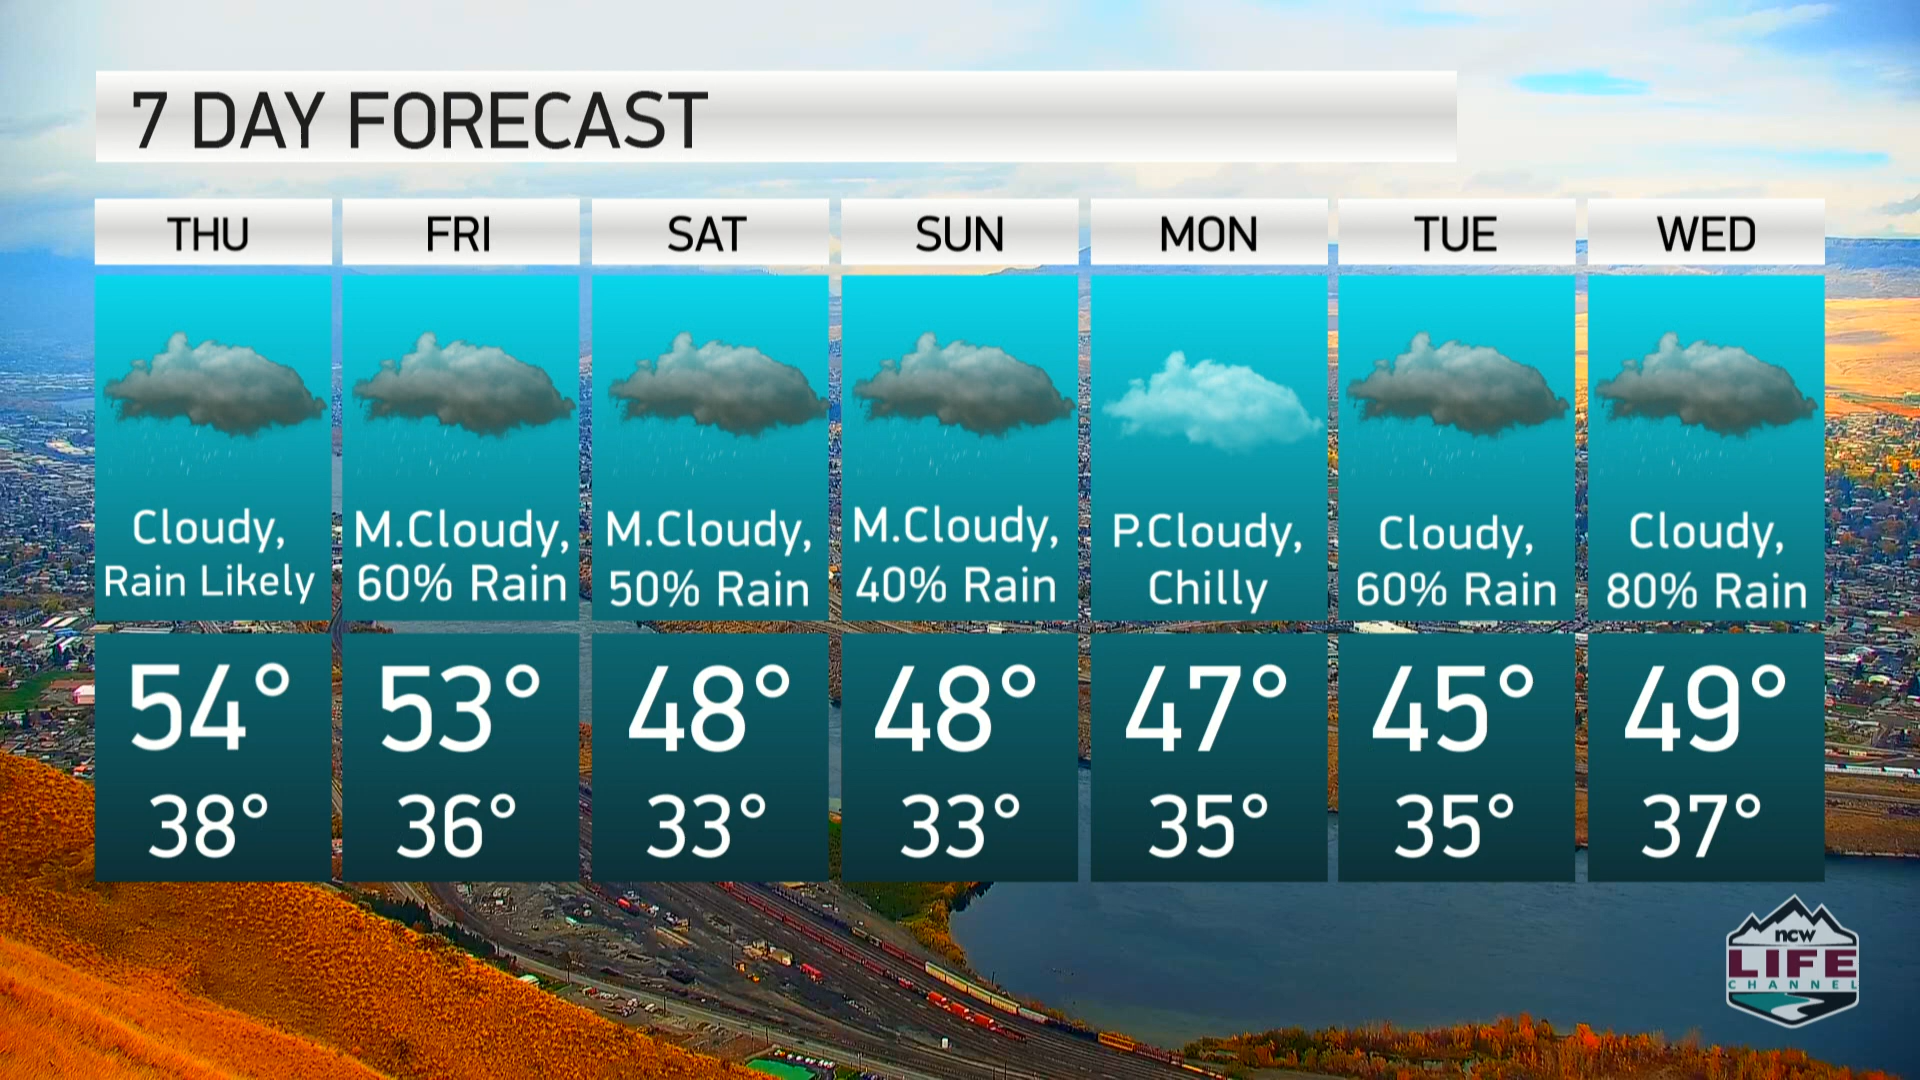 7 DAY FORECAST
THU FRI SAT SUN MON TUE WED
Cloudy, M.Cloudy, M.Cloudy, M.Cloudy, P.Cloudy, Cloudy, Cloudy,
Rain Likely 60% Rain 50% Rain 40% Rain Chilly 60% Rain 80% Rain
54° 53° 48° 48° 47° 45° 49°
38° 36° 33° 33° 35° 35° 37°
ncw
LIFE
CHANNEL